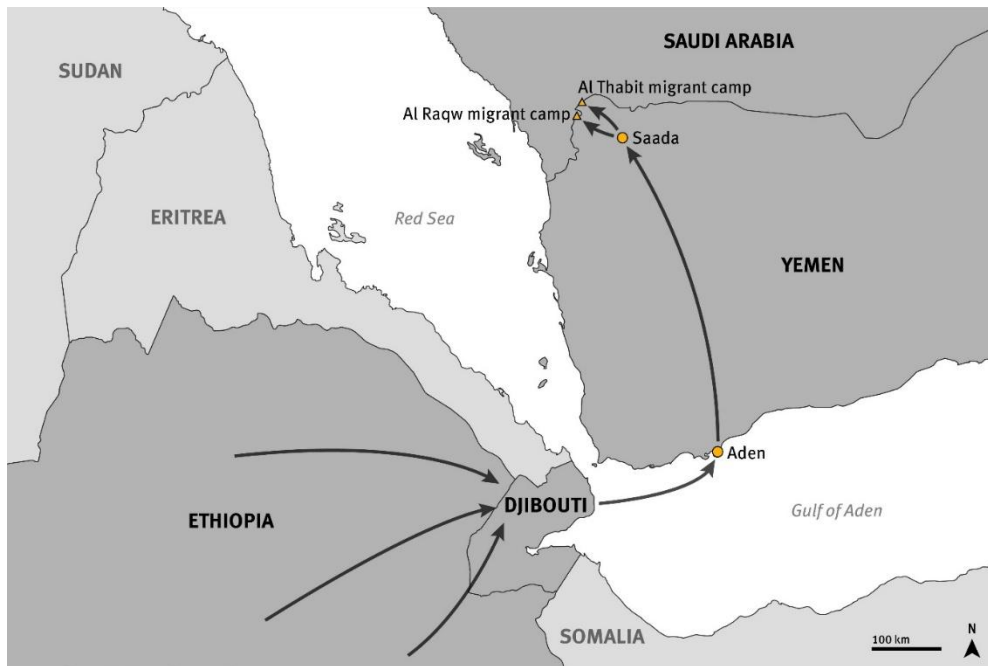 SAUDI ARABIA
SUDAN
Al Thabit migrant camp
Al Raqw migrant camp
Saada
ERITREA
Red Sea
YEMEN
Aden
DJIBOUTI
Gulf of Aden
ETHIOPIA
SOMALIA
N
100 km